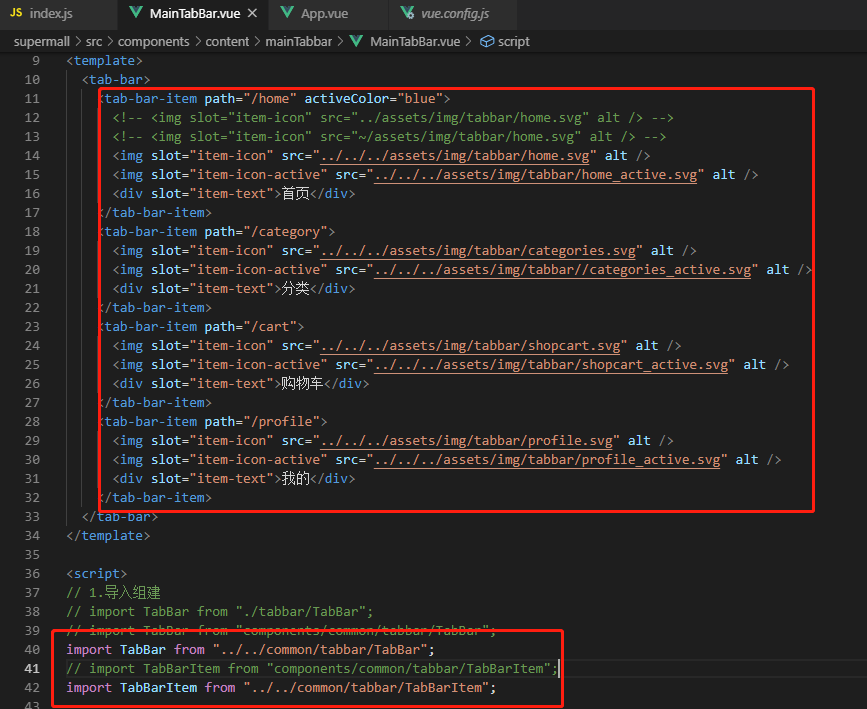 JS index.js MainTabBar.vue × App.vue vue.config.js
supermall > src > components > content > mainTabbar > MainTabBar.vue > script
9 <template>
10 <tab-bar>
11 <tab-bar-item path="/home" activeColor="blue">
12 <!-- <img slot="item-icon" src="../assets/img/tabbar/home.svg" alt /> -->
13 <!-- <img slot="item-icon" src="~/assets/img/tabbar/home.svg" alt /> -->
14 <img slot="item-icon" src="../../../assets/img/tabbar/home.svg" alt />
15 <img slot="item-icon-active" src="../../../assets/img/tabbar/home_active.svg" alt />
16 <div slot="item-text">首页</div>
17 </tab-bar-item>
18 <tab-bar-item path="/category">
19 <img slot="item-icon" src="../../../assets/img/tabbar/categories.svg" alt />
20 <img slot="item-icon-active" src="../../../assets/img/tabbar//categories_active.svg" alt />
21 <div slot="item-text">分类</div>
22 </tab-bar-item>
23 <tab-bar-item path="/cart">
24 <img slot="item-icon" src="../../../assets/img/tabbar/shopcart.svg" alt />
25 <img slot="item-icon-active" src="../../../assets/img/tabbar/shopcart_active.svg" alt />
26 <div slot="item-text">购物车</div>
27 </tab-bar-item>
28 <tab-bar-item path="/profile">
29 <img slot="item-icon" src="../../../assets/img/tabbar/profile.svg" alt />
30 <img slot="item-icon-active" src="../../../assets/img/tabbar/profile_active.svg" alt />
31 <div slot="item-text">我的</div>
32 </tab-bar-item>
33 </tab-bar>
34 </template>
35
36 <script>
37 // 1.导入组建
38 // import TabBar from "./tabbar/TabBar";
39 // import TabBar from "components/common/tabbar/TabBar";
40 import TabBar from "../../common/tabbar/TabBar";
41 // import TabBarItem from "components/common/tabbar/TabBarItem";
42 import TabBarItem from "../../common/tabbar/TabBarItem";
43